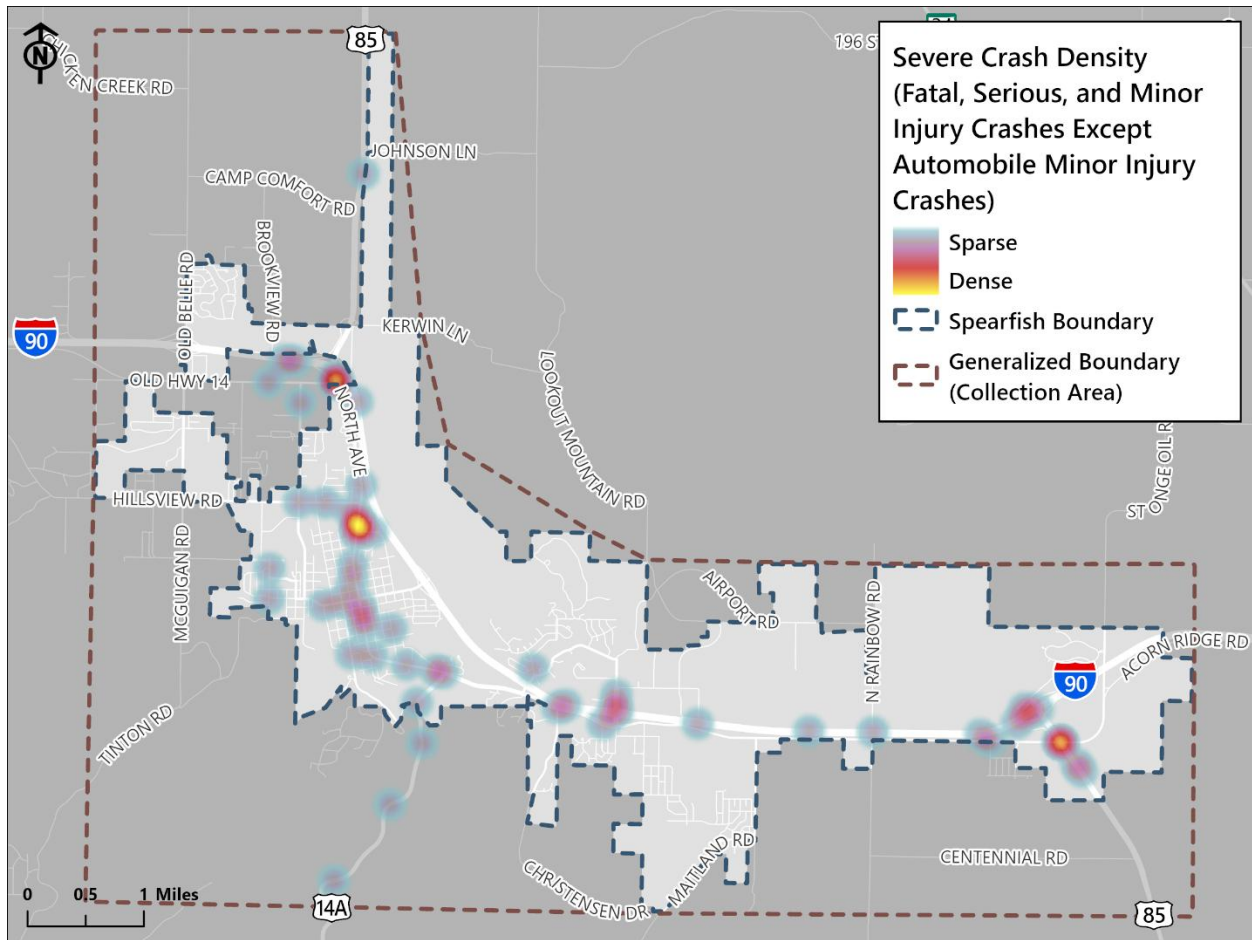 85
196 ST
N
CHICKEN CREEK RD
JOHNSON LN
CAMP COMFORT RD
BROOKVIEW RD
OLD BELLE RD
KERWIN LN
90
OLD HWY 14
NORTH AVE
LOOKOUT MOUNTAIN RD
HILLSVIEW RD
MCGUIGAN RD
ST ONGE OIL R
AIRPORT RD
N RAINBOW RD
ACORN RIDGE RD
90
TINTON RD
MAITLAND RD
CENTENNIAL RD
CHRISTENSEN DR
14A
85
0 0.5 1 Miles
Severe Crash Density
(Fatal, Serious, and Minor
Injury Crashes Except
Automobile Minor Injury
Crashes)
Sparse
Dense
Spearfish Boundary
Generalized Boundary
(Collection Area)